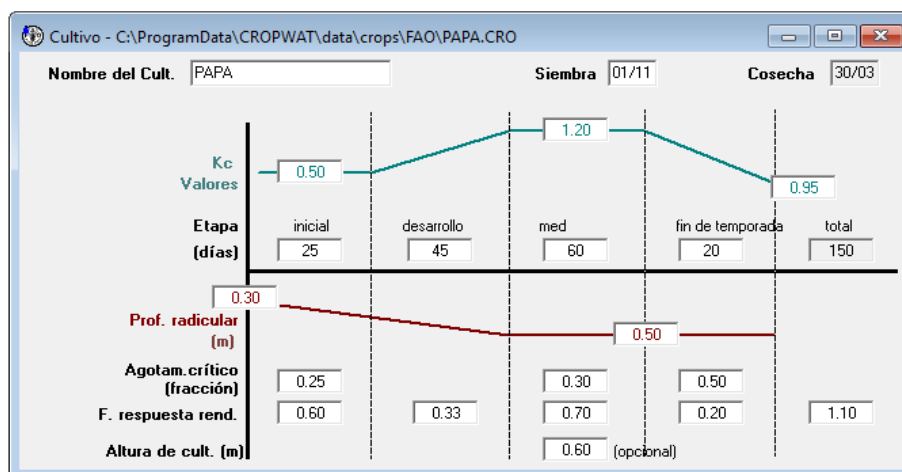 Cultivo - C:\ProgramData\CROPWAT\data\crops\FAO\PAPA.CRO
Nombre del Cult. PAPA Siembra 01/11 Cosecha 30/03
1.20
Kc 0.50
Valores 0.95
Etapa inicial desarrollo med fin de temporada total
(días) 25 45 60 20 150
0.30
Prof. radicular 0.50
(m)
Agotam.crítico
(fracción) 0.25 0.30 0.50
F. respuesta rend. 0.60 0.33 0.70 0.20 1.10
Altura de cult. (m) 0.60 (opcional)